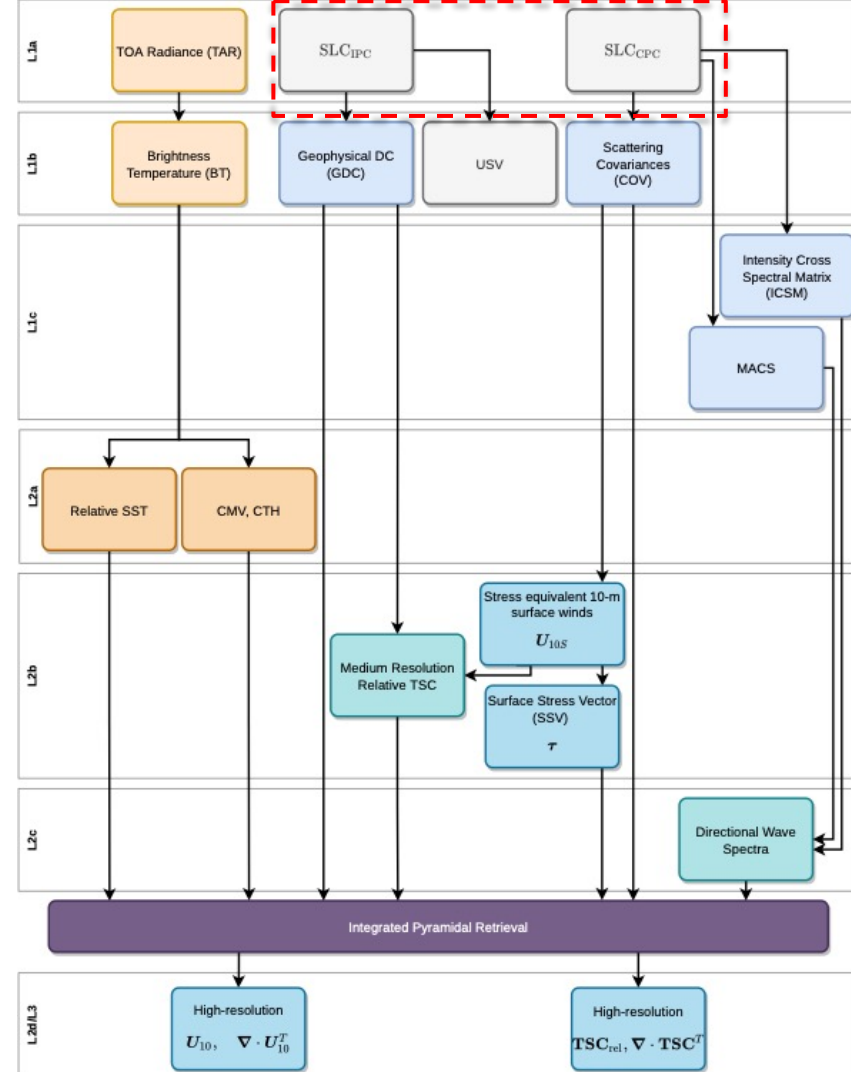 L1a
TOA Radiance (TAR)
SLC_IPC
SLC_CPC
L1b
Brightness
Temperature (BT)
Geophysical DC
(GDC)
USV
Scattering
Covariances
(COV)
L1c
Intensity Cross
Spectral Matrix
(ICSM)
MACS
L2a
Relative SST
CMV, CTH
L2b
Stress equivalent 10-m
surface winds
U_10S
Medium Resolution
Relative TSC
Surface Stress Vector
(SSV)
τ
L2c
Directional Wave
Spectra
Integrated Pyramidal Retrieval
L2d/L3
High-resolution
U_10, ∇ · U_10^T
High-resolution
TSC_rel, ∇ · TSC^T